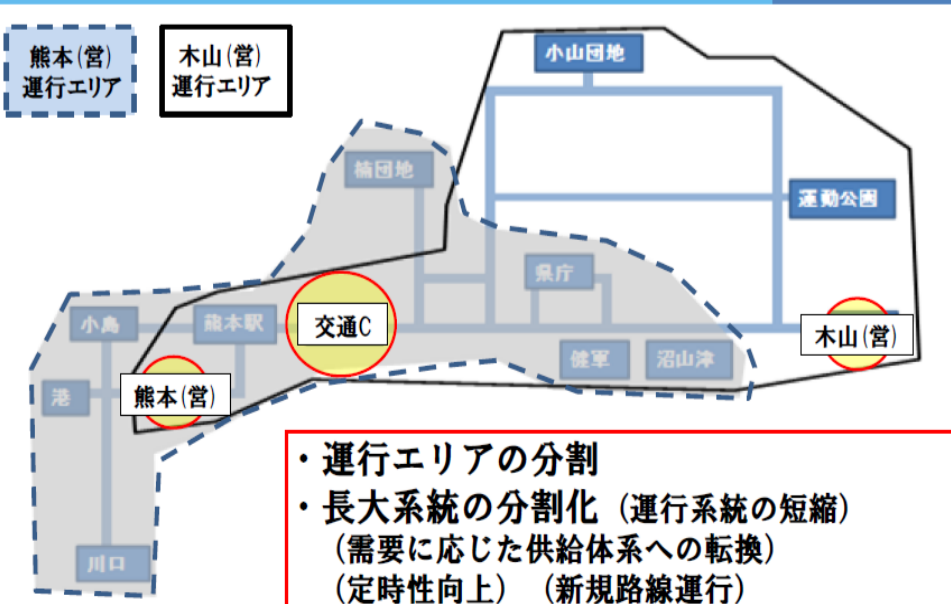 熊本(営)
運行エリア
木山(営)
運行エリア
小山団地
楠団地
運動公園
県庁
小島
熊本駅
交通C
木山(営)
健軍
沼山津
港
熊本(営)
川口
・運行エリアの分割
・長大系統の分割化（運行系統の短縮）
（需要に応じた供給体系への転換）
（定時性向上）（新規路線運行）